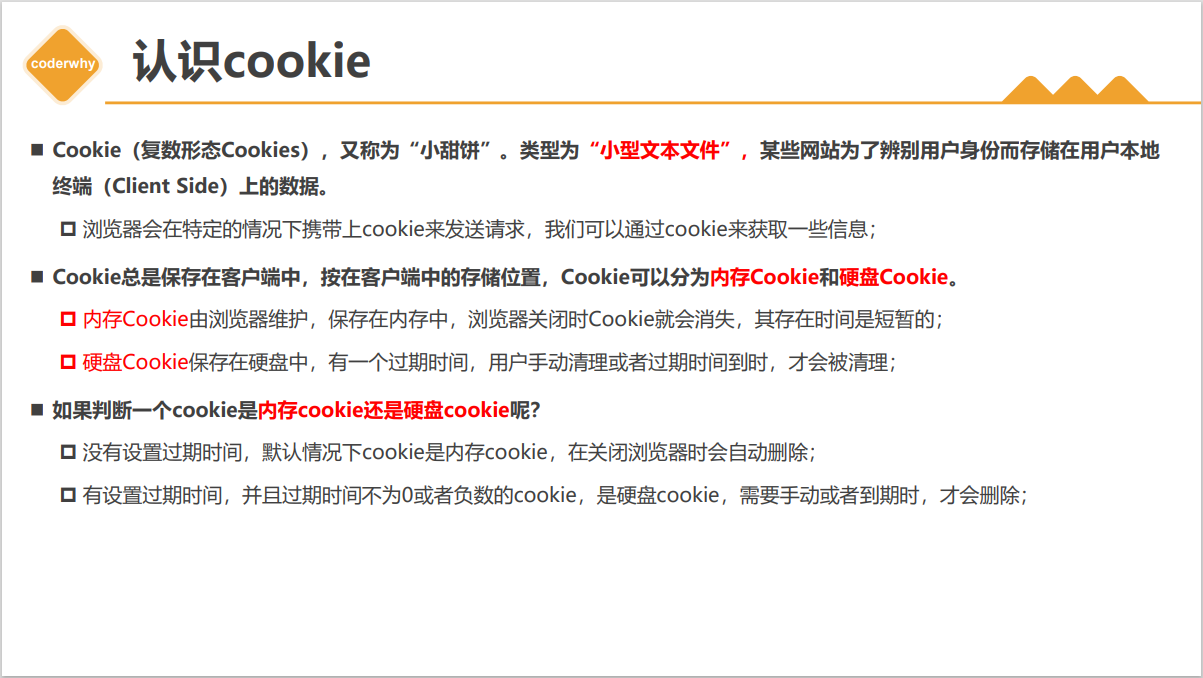 coderwhy
认识cookie
Cookie（复数形态Cookies），又称为“小甜饼”。类型为“小型文本文件”，某些网站为了辨别用户身份而存储在用户本地
终端（Client Side）上的数据。
浏览器会在特定的情况下携带上cookie来发送请求，我们可以通过cookie来获取一些信息；
Cookie总是保存在客户端中，按在客户端中的存储位置，Cookie可以分为内存Cookie和硬盘Cookie。
内存Cookie由浏览器维护，保存在内存中，浏览器关闭时Cookie就会消失，其存在时间是短暂的；
硬盘Cookie保存在硬盘中，有一个过期时间，用户手动清理或者过期时间到时，才会被清理；
如果判断一个cookie是内存cookie还是硬盘cookie呢？
没有设置过期时间，默认情况下cookie是内存cookie，在关闭浏览器时会自动删除；
有设置过期时间，并且过期时间不为0或者负数的cookie，是硬盘cookie，需要手动或者到期时，才会删除；